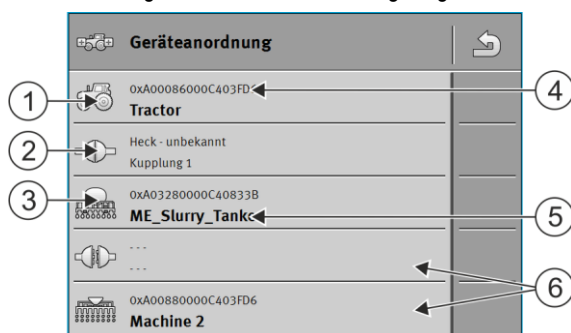 Geräteanordnung
0xA00086000C403FD
Tractor
Heck - unbekannt
Kupplung 1
0xA03280000C40833B
ME_Slurry_Tank
- - -
- - -
0xA00880000C403FD6
Machine 2
1
2
3
4
5
6